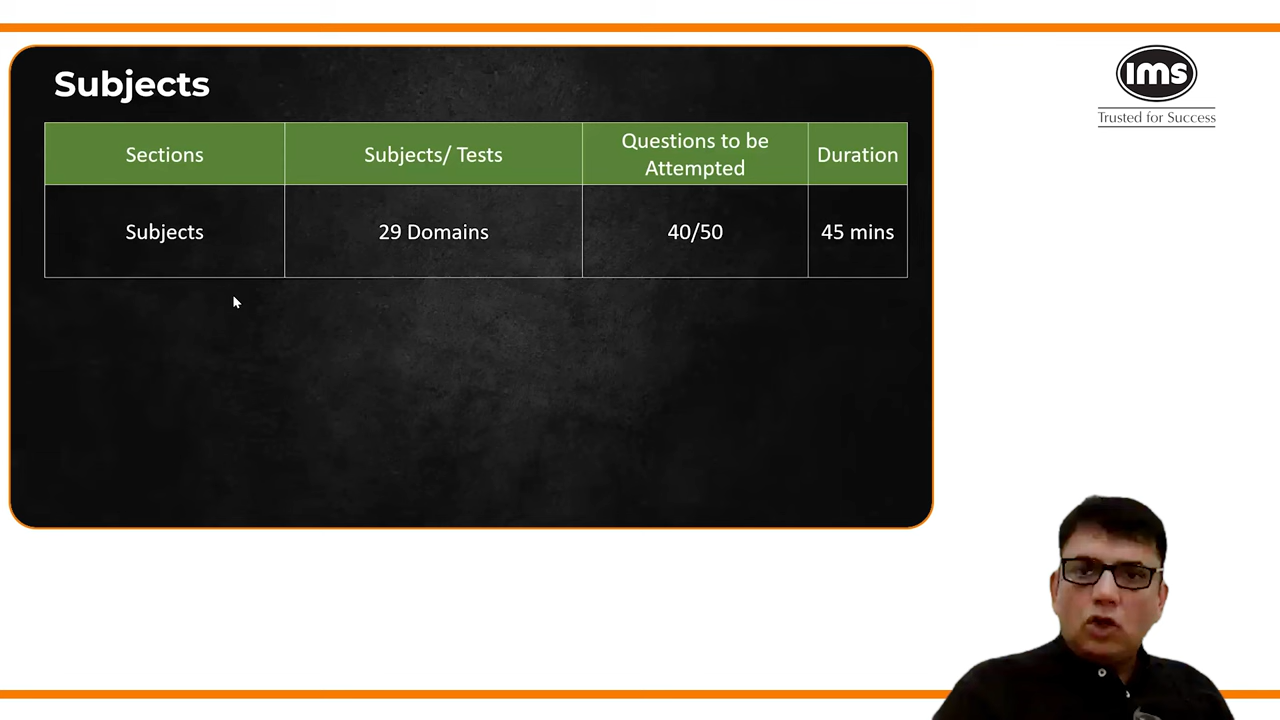 Subjects
ims
Trusted for Success
Sections
Subjects/ Tests
Questions to be
Attempted
Duration
Subjects
29 Domains
40/50
45 mins